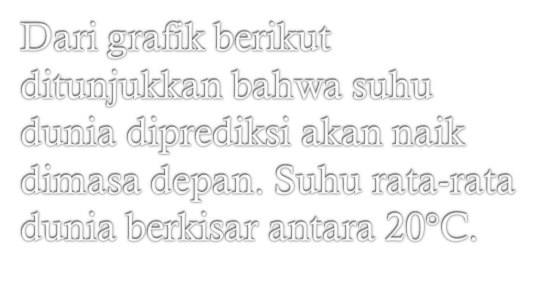 Dari grafik berikut
ditunjukkan bahwa suhu
dunia diprediksi akan naik
dimasa depan. Suhu rata-rata
dunia berkisar antara 20°C.